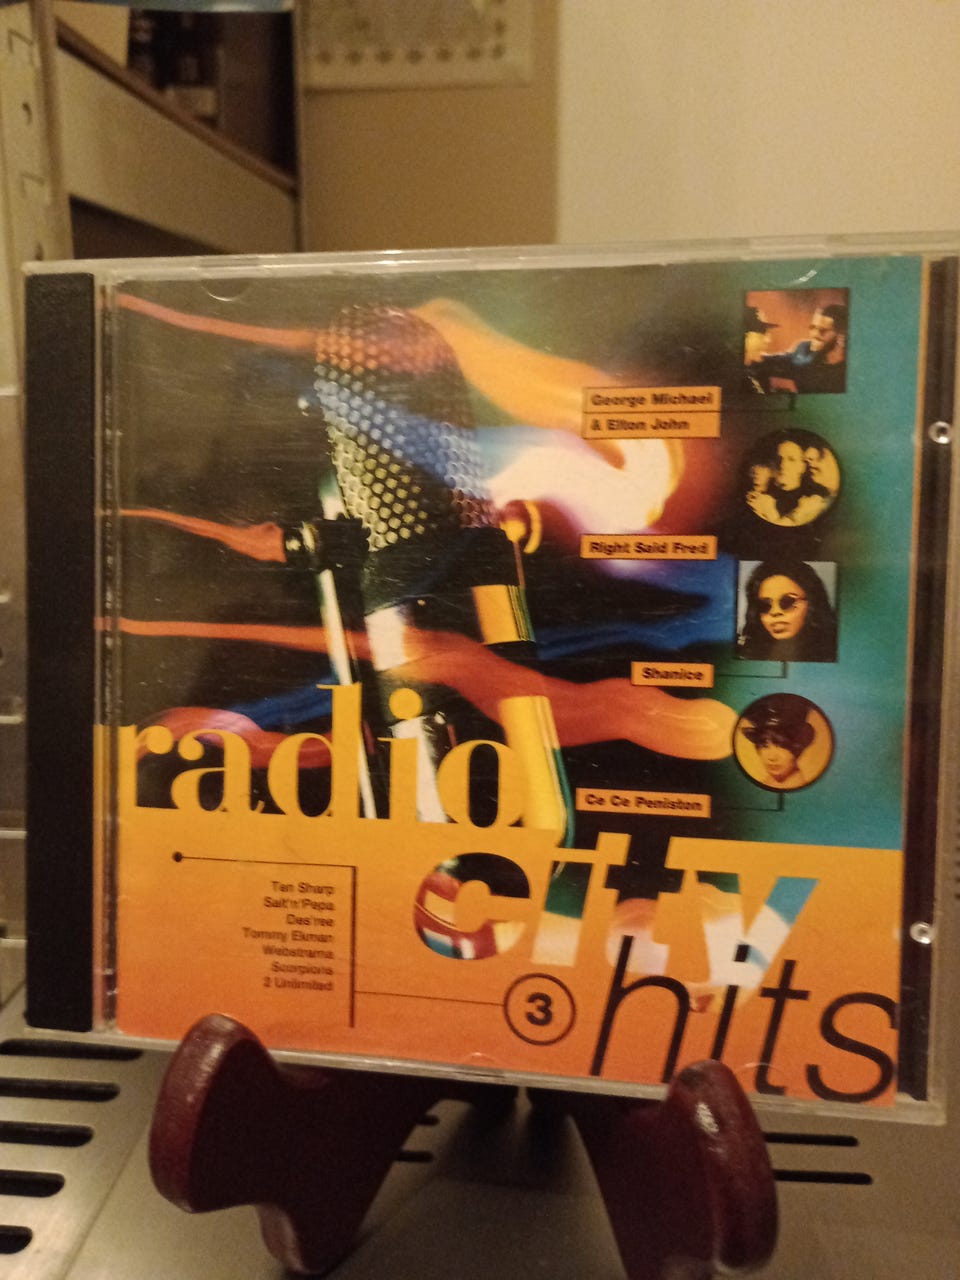 George Michael
& Elton John
Right Said Fred
Shanice
Ce Ce Peniston
radio
city
hits
3
Ten Sharp
Salt'n'Pepa
Des'ree
Tommy Ekman
Webstrarna
Scorpions
2 Unlimited